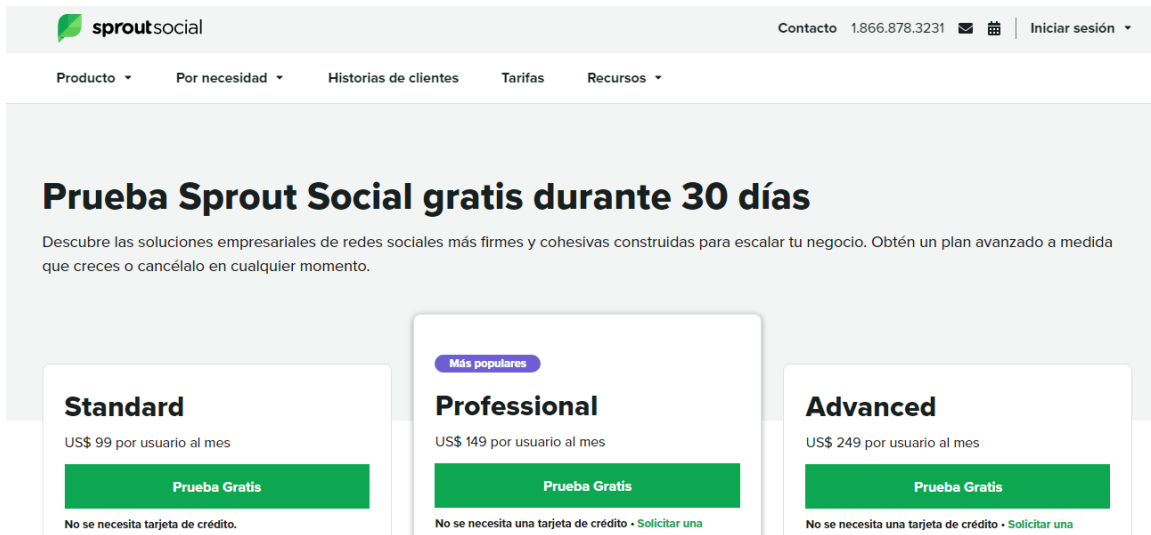 sproutsocial
Contacto 1.866.878.3231 Iniciar sesión
Producto Por necesidad Historias de clientes Tarifas Recursos
Prueba Sprout Social gratis durante 30 días
Descubre las soluciones empresariales de redes sociales más firmes y cohesivas construidas para escalar tu negocio. Obtén un plan avanzado a medida
que creces o cancélalo en cualquier momento.
Standard
US$ 99 por usuario al mes
Prueba Gratis
No se necesita tarjeta de crédito.
Más populares
Professional
US$ 149 por usuario al mes
Prueba Gratis
No se necesita una tarjeta de crédito • Solicitar una
Advanced
US$ 249 por usuario al mes
Prueba Gratis
No se necesita una tarjeta de crédito • Solicitar una